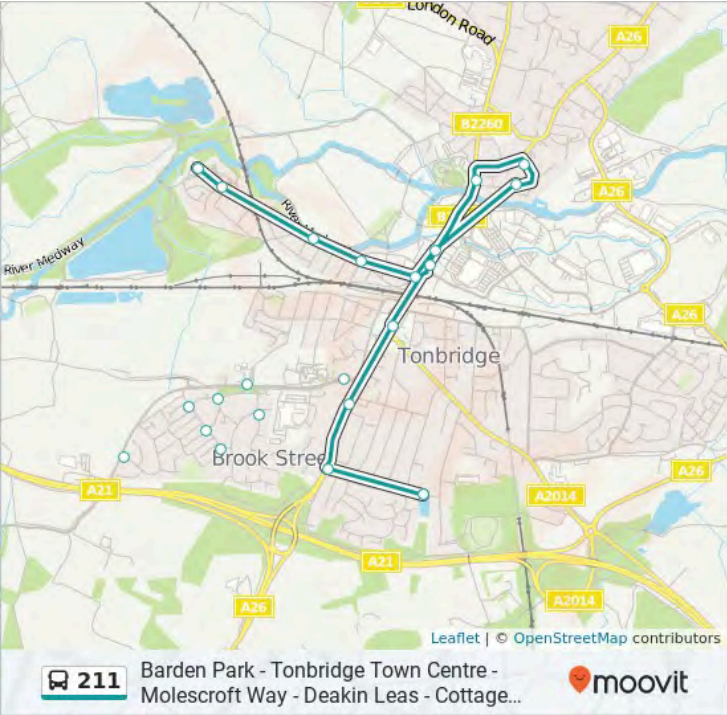 London Road
A26
B2260
A26
River Medway
A26
Tonbridge
Brook Stree
A21
A2014
A26
A21
A26
A2014
Leaflet | © OpenStreetMap contributors
211
Barden Park - Tonbridge Town Centre -
Molescroft Way - Deakin Leas - Cottage...
moovit